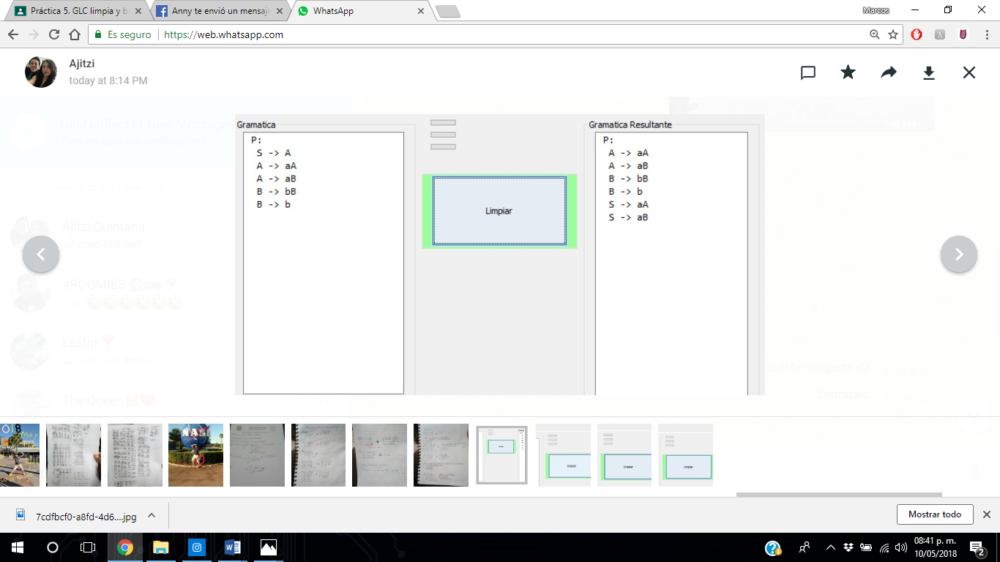 Práctica 5. GLC limpia y b
Anny te envió un mensaje
WhatsApp
Marcos
Es seguro
https://web.whatsapp.com
Ajitzi
today at 8:14 PM
Get Notified of New Messages
Turn on desktop notifications
Ajitzi Quintana
#ROOMIES
Lastiri
The Queen
Disfrázalo
Gramatica
P:
S -> A
A -> aA
A -> aB
B -> bB
B -> b
Limpiar
Gramatica Resultante
P:
A -> aA
A -> aB
B -> bB
B -> b
S -> aA
S -> aB
NASA
Limpiar
Limpiar
Limpiar
7cdfbcf0-a8fd-4d6....jpg
Mostrar todo
08:41 p. m.
10/05/2018
2